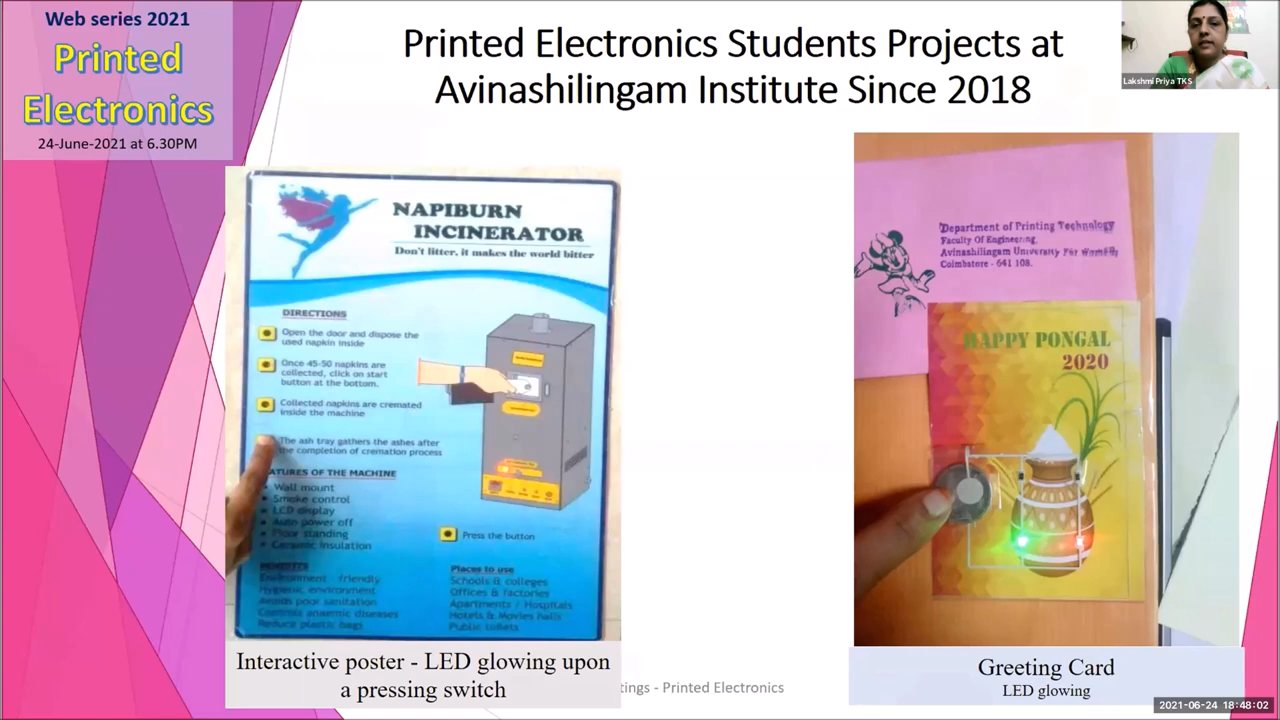 Web series 2021
Printed
Electronics
24-June-2021 at 6.30PM
Printed Electronics Students Projects at
Avinashilingam Institute Since 2018
Lakshmi Priya TKS
NAPIBURN
INCINERATOR
Don't litter, it makes the world bitter
DIRECTIONS
Open the door and dispose the
used napkin inside
Once 45-50 napkins are
collected, click on start
button at the bottom.
Collected napkins are cremated
inside the machine
The ash tray gathers the ashes after
the completion of cremation process
ATURES OF THE MACHINE
Wall mount
Smoke control
LCD display
Auto power off
Floor standing
Ceramic insulation
Press the button
BENEFITS
Environment friendly
Hygienic environment
Avoids poor sanitation
Controls anaemic diseases
Reduce plastic bags
Places to use
Schools & colleges
Offices & factories
Apartments / Hospitals
Hotels & Movies halls
Public toilets
Interactive poster - LED glowing upon
a pressing switch
Department of Printing Technology
Faculty Of Engineering,
Avinashilingam University For Women,
Coimbatore - 641 108.
HAPPY PONGAL
2020
Greeting Card
LED glowing
tings - Printed Electronics
2021-06-24 18:48:02